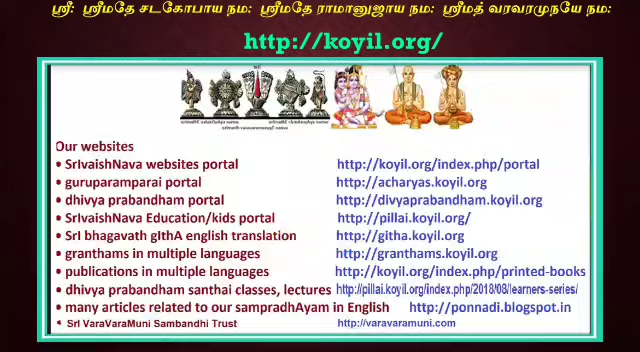 ஸ்ரீ: ஸ்ரீமதே சடகோபாய நம: ஸ்ரீமதே ராமாநுஜாய நம: ஸ்ரீமத் வரவரமுநயே நம:
http://koyil.org/
Our websites
• SrIvaishNava websites portal http://koyil.org/index.php/portal
• guruparamparai portal http://acharyas.koyil.org
• dhivya prabandham portal http://divyaprabandham.koyil.org
• SrIvaishNava Education/kids portal http://pillai.koyil.org/
• SrI bhagavath gIthA english translation http://githa.koyil.org
• granthams in multiple languages http://granthams.koyil.org
• publications in multiple languages http://koyil.org/index.php/printed-books
• dhivya prabandham santhai classes, lectures http://pillai.koyil.org/index.php/2018/08/learners-series/
• many articles related to our sampradhAyam in English http://ponnadi.blogspot.in
• SrI VaraVaraMuni Sambandhi Trust http://varavaramuni.com